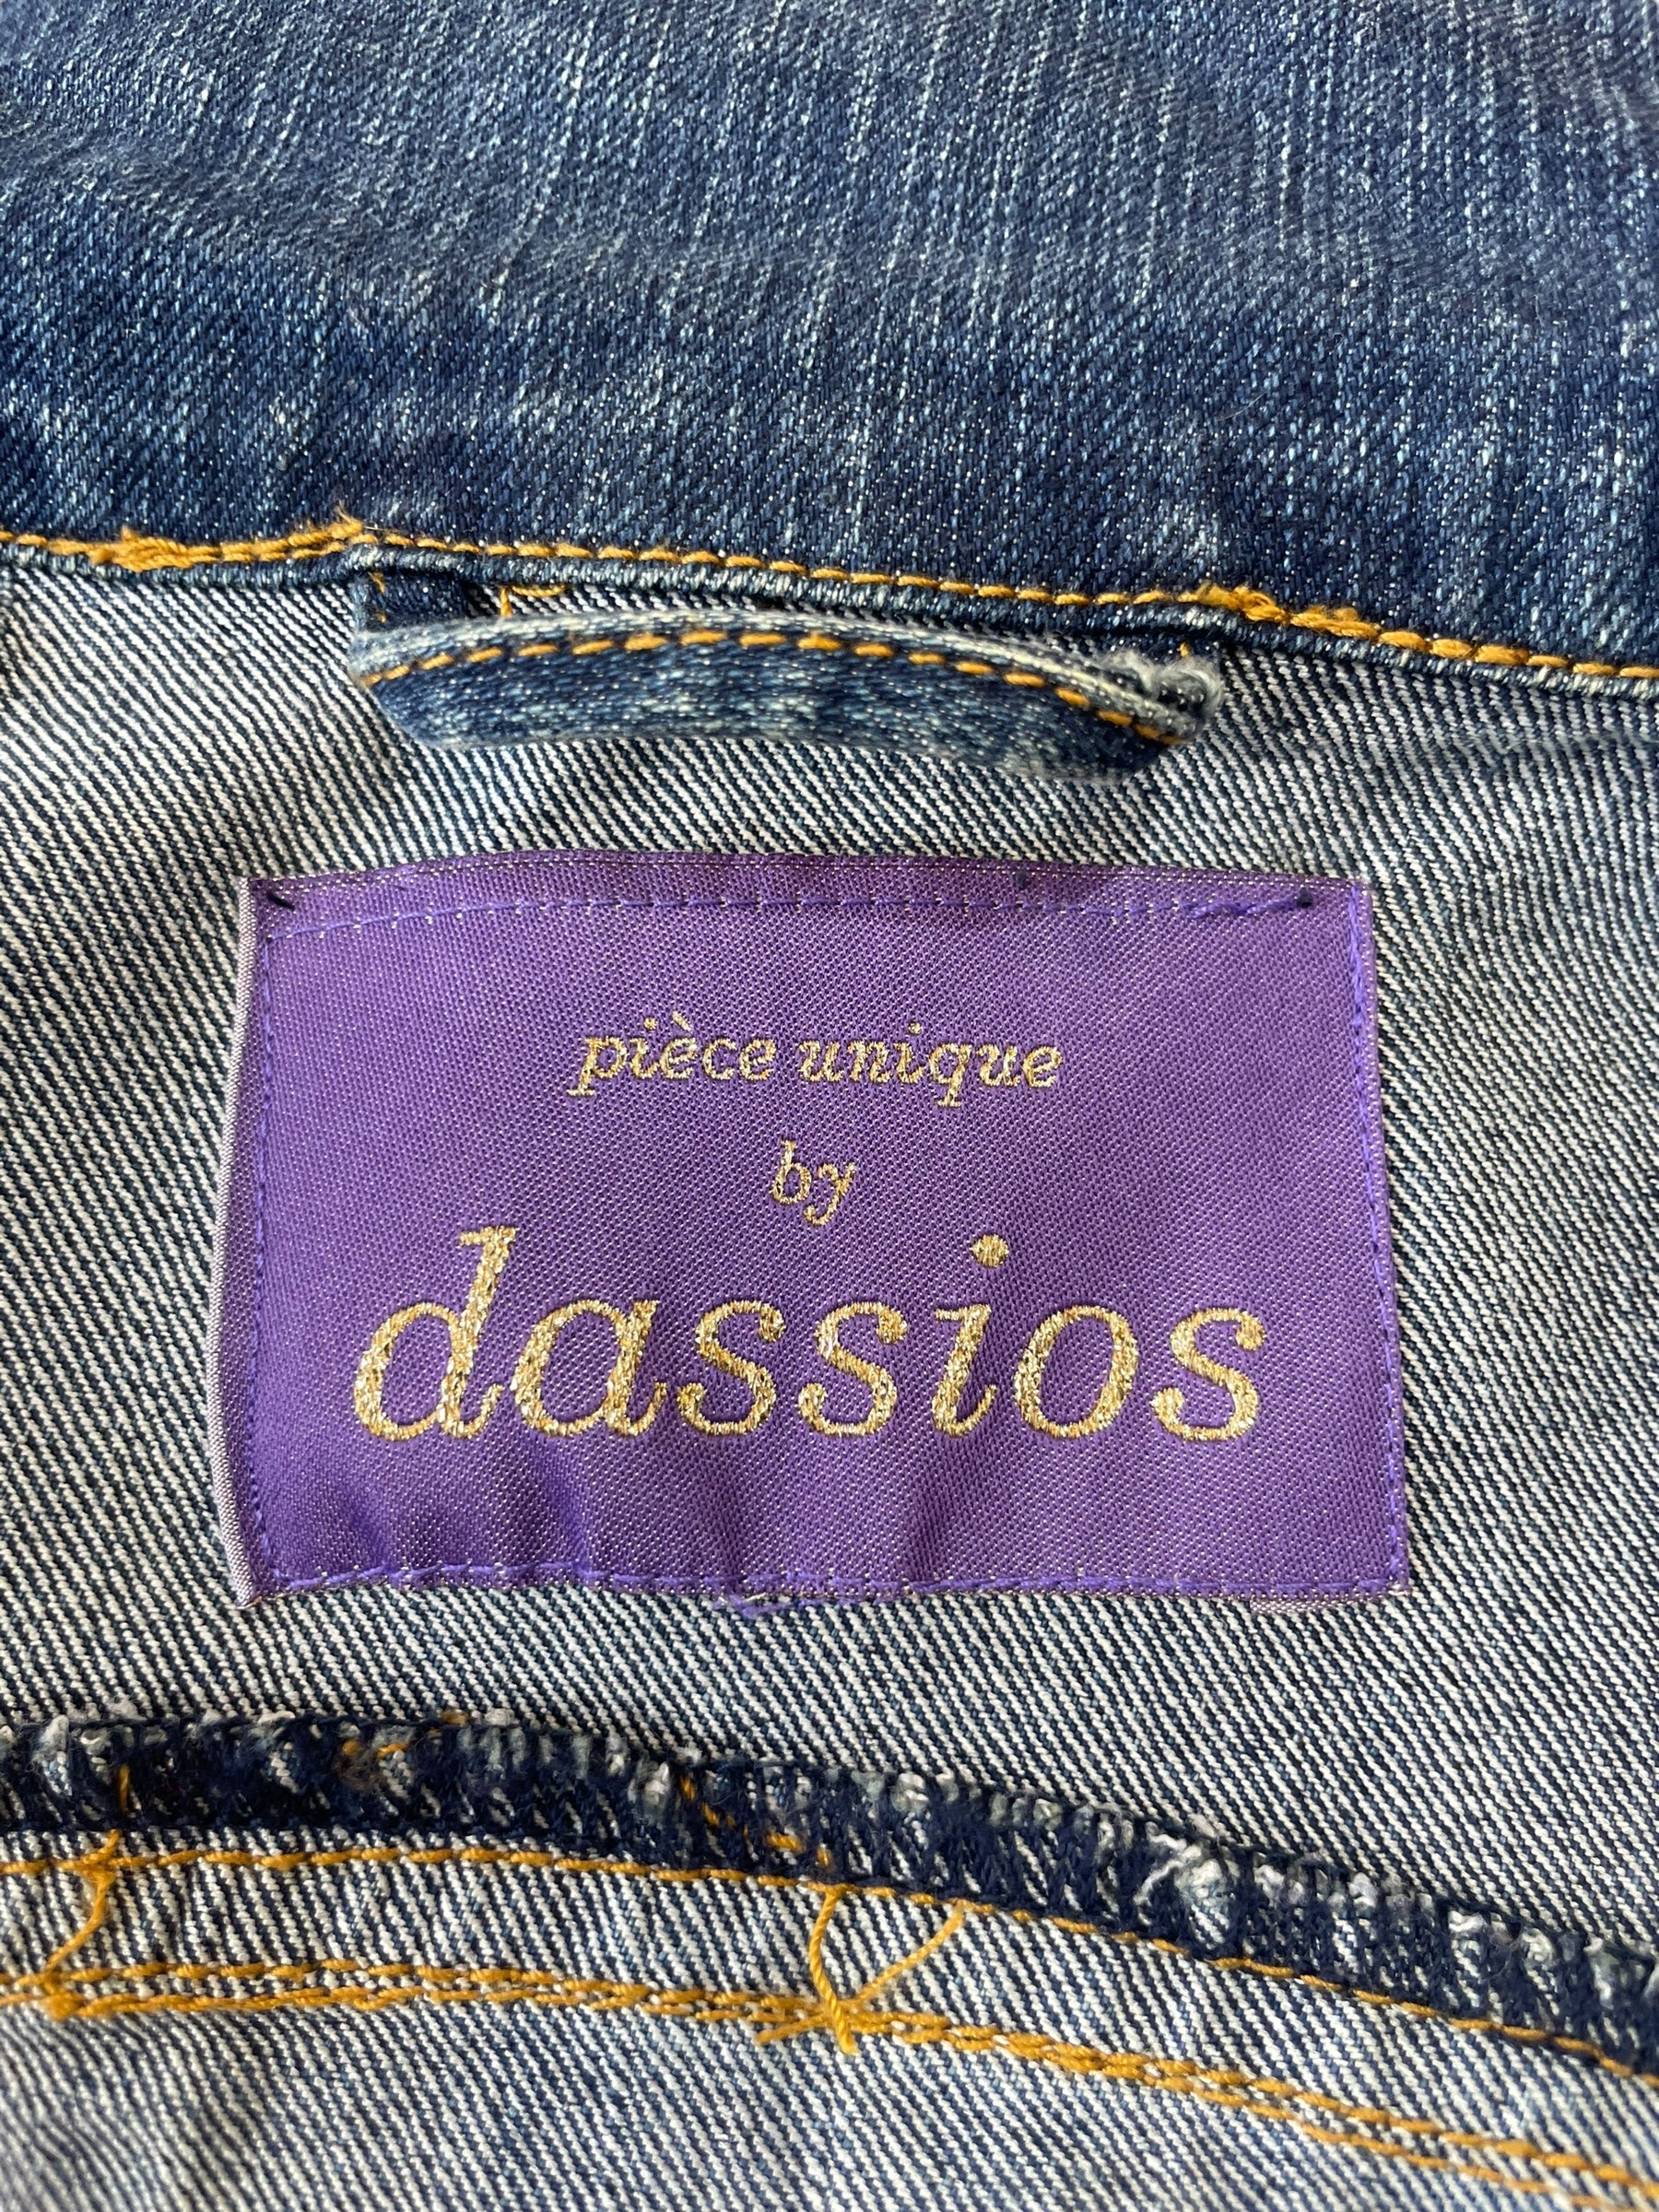 pièce unique
by
dassios